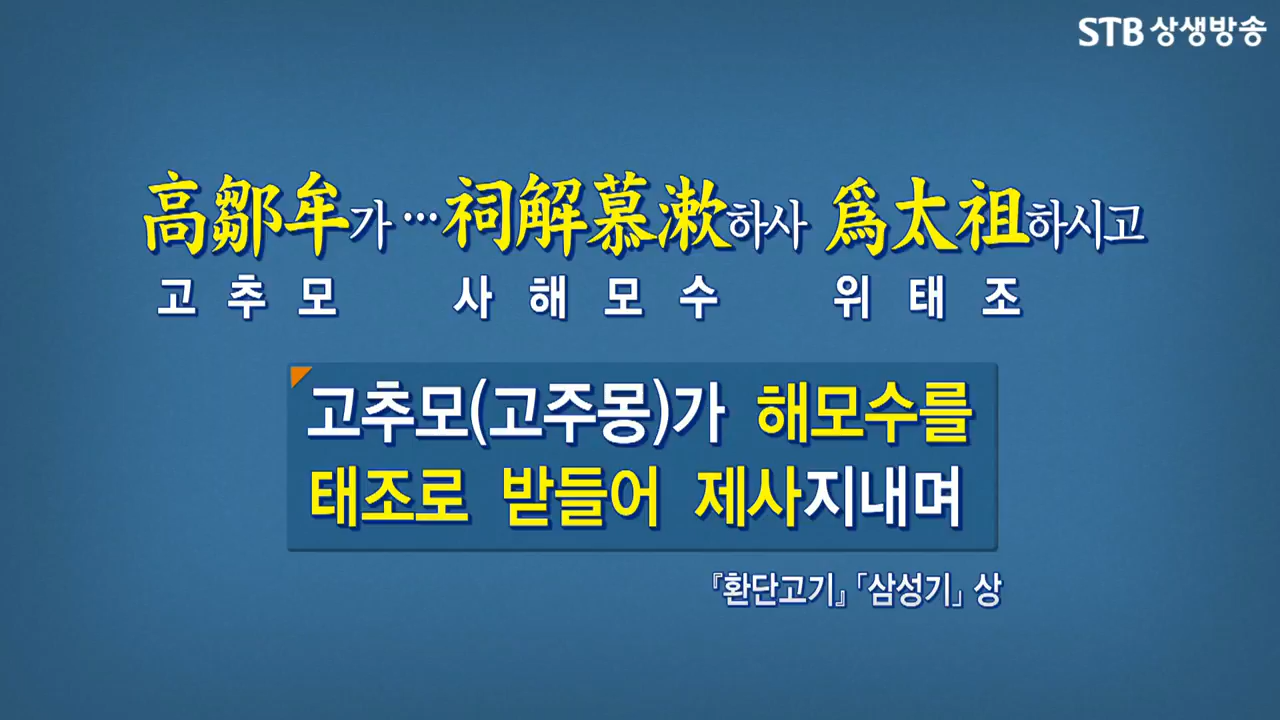 STB 상생방송
高鄒牟가…祠解慕漱하사 爲太祖하시고
고추모 사해모수 위태조
고추모(고주몽)가 해모수를
태조로 받들어 제사지내며
『환단고기』「삼성기」상